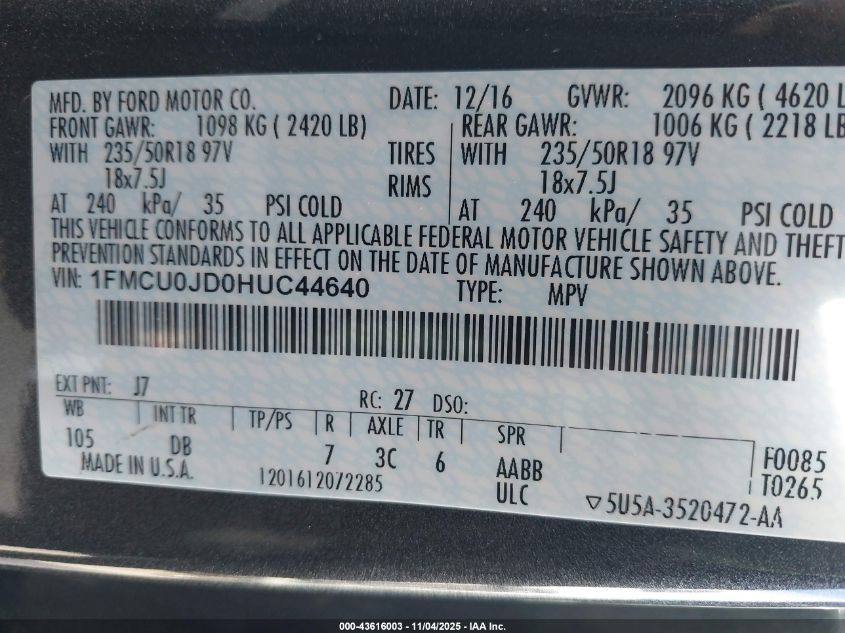 MFD. BY FORD MOTOR CO. DATE: 12/16 GVWR: 2096 KG ( 4620 L
FRONT GAWR: 1098 KG ( 2420 LB) REAR GAWR: 1006 KG ( 2218 LB
WITH 235/50R18 97V TIRES WITH 235/50R18 97V
18x7.5J RIMS 18x7.5J
AT 240 kPa/ 35 PSI COLD AT 240 kPa/ 35 PSI COLD
THIS VEHICLE CONFORMS TO ALL APPLICABLE FEDERAL MOTOR VEHICLE SAFETY AND THEFT
PREVENTION STANDARDS IN EFFECT ON THE DATE OF MANUFACTURE SHOWN ABOVE.
VIN: 1FMCU0JD0HUC44640 TYPE: MPV
EXT PNT: J7 RC: 27 DSO:
WB INT TR TP/PS R AXLE TR SPR
105 DB 7 3C 6 AABB F0085
MADE IN U.S.A. 1201612072285 ULC T0265
▽5U5A-3520472-AA
000-43616003 - 11/04/2025 - IAA Inc.